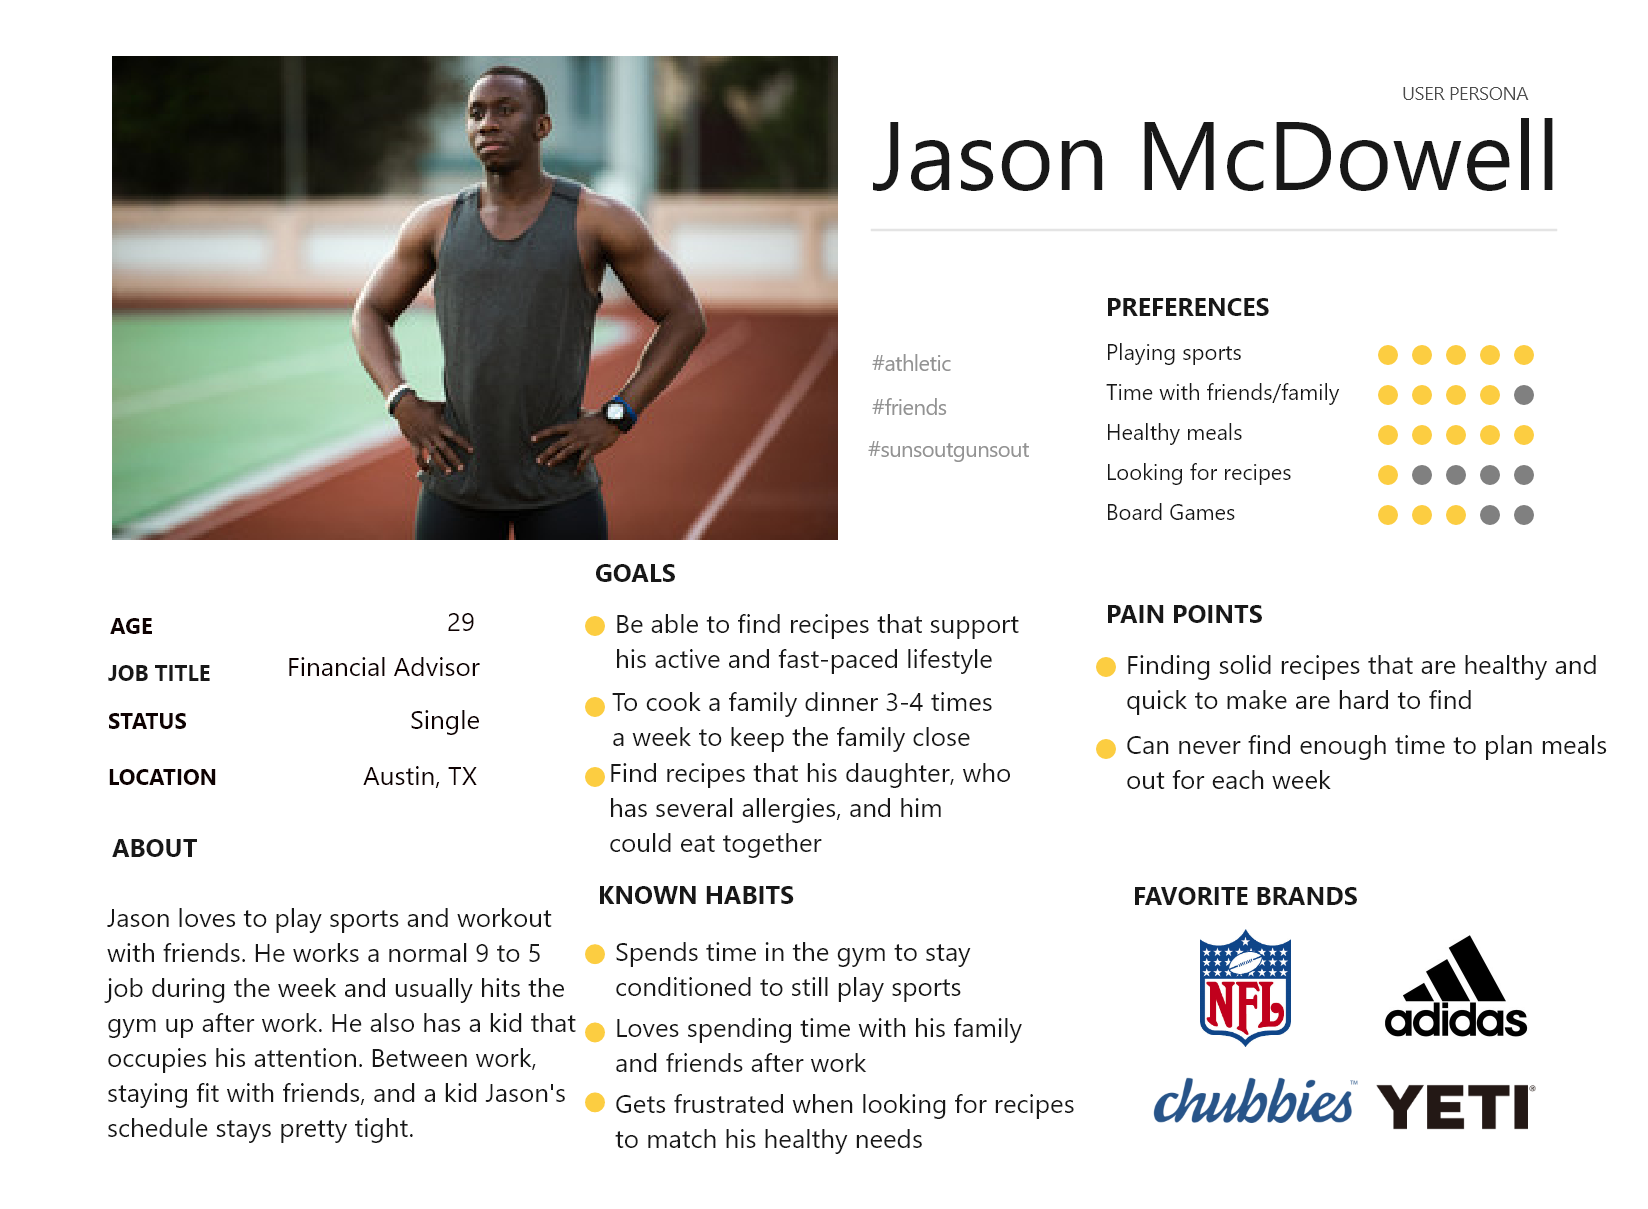 USER PERSONA
Jason McDowell
#athletic
#friends
#sunsoutgunsout
PREFERENCES
Playing sports
Time with friends/family
Healthy meals
Looking for recipes
Board Games
AGE 29
JOB TITLE Financial Advisor
STATUS Single
LOCATION Austin, TX
ABOUT
Jason loves to play sports and workout
with friends. He works a normal 9 to 5
job during the week and usually hits the
gym up after work. He also has a kid that
occupies his attention. Between work,
staying fit with friends, and a kid Jason's
schedule stays pretty tight.
GOALS
Be able to find recipes that support
his active and fast-paced lifestyle
To cook a family dinner 3-4 times
a week to keep the family close
Find recipes that his daughter, who
has several allergies, and him
could eat together
KNOWN HABITS
Spends time in the gym to stay
conditioned to still play sports
Loves spending time with his family
and friends after work
Gets frustrated when looking for recipes
to match his healthy needs
PAIN POINTS
Finding solid recipes that are healthy and
quick to make are hard to find
Can never find enough time to plan meals
out for each week
FAVORITE BRANDS
NFL
adidas
chubbies™
YETI®